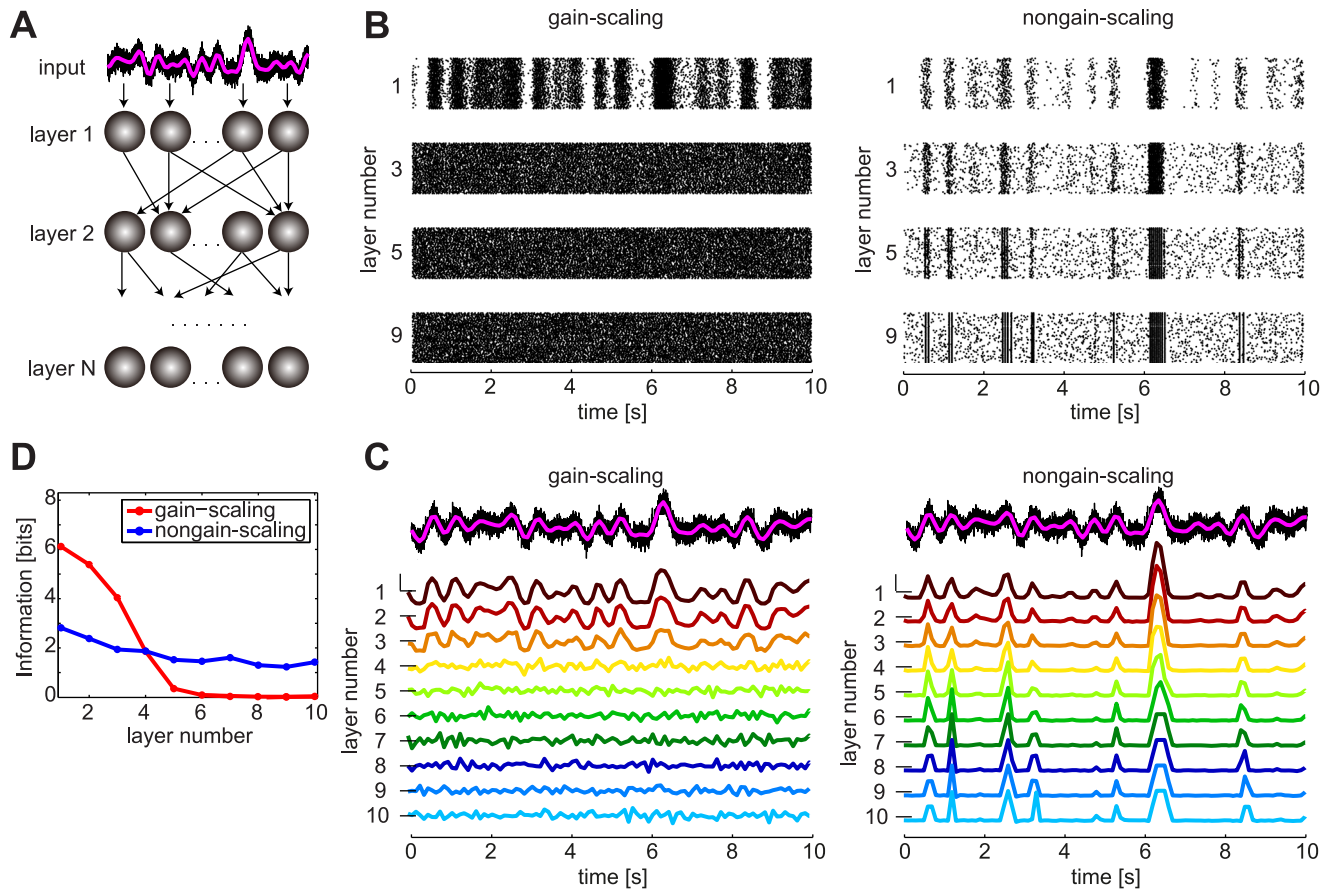 A
input
layer 1
layer 2
layer N
B
gain-scaling
layer number
1
3
5
9
0 2 4 6 8 10
time [s]
nongain-scaling
layer number
1
3
5
9
0 2 4 6 8 10
time [s]
D
Information [bits]
8
6
4
2
0
2 4 6 8 10
layer number
gain-scaling
nongain-scaling
C
gain-scaling
layer number
1
2
3
4
5
6
7
8
9
10
0 2 4 6 8 10
time [s]
nongain-scaling
layer number
1
2
3
4
5
6
7
8
9
10
0 2 4 6 8 10
time [s]